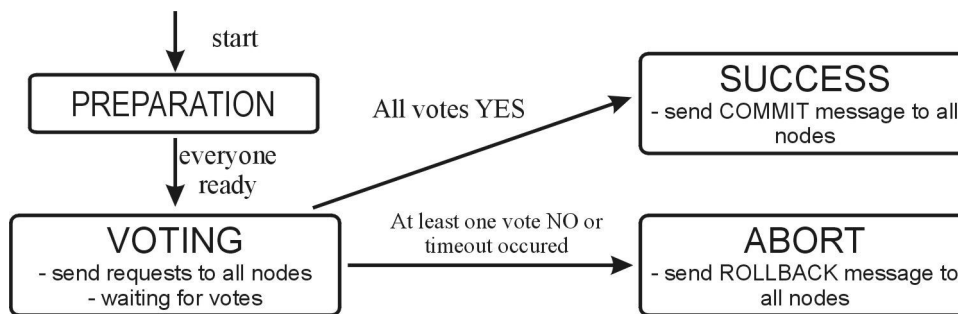 start
PREPARATION
everyone
ready
VOTING
- send requests to all nodes
- waiting for votes
All votes YES
SUCCESS
- send COMMIT message to all
nodes
At least one vote NO or
timeout occured
ABORT
- send ROLLBACK message to
all nodes